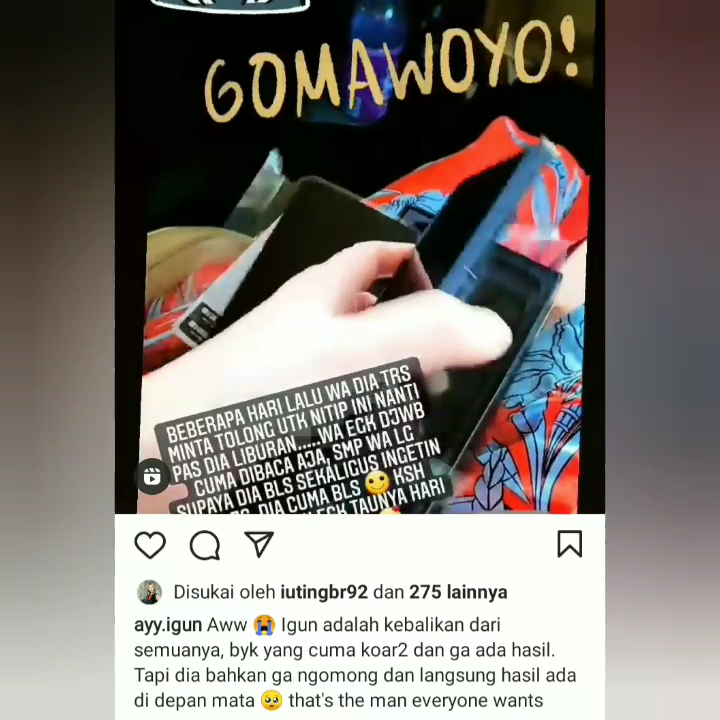 GOMAWOYO!
BEBERAPA HARI LALU WA DIA TRS
MINTA TOLONG UTK NITIP INI NANTI
PAS DIA LIBURAN.....WA EGK DJWB
CUMA DIBACA AJA, SMP WA LG
SUPAYA DIA BLS SEKALIGUS INGETIN
DIA CUMA BLS 🙂 KSH
EGK TAUNYA HARI
Disukai oleh iutingbr92 dan 275 lainnya
ayy.igun Aww 😭 Igun adalah kebalikan dari
semuanya, byk yang cuma koar2 dan ga ada hasil.
Tapi dia bahkan ga ngomong dan langsung hasil ada
di depan mata 🥺 that's the man everyone wants